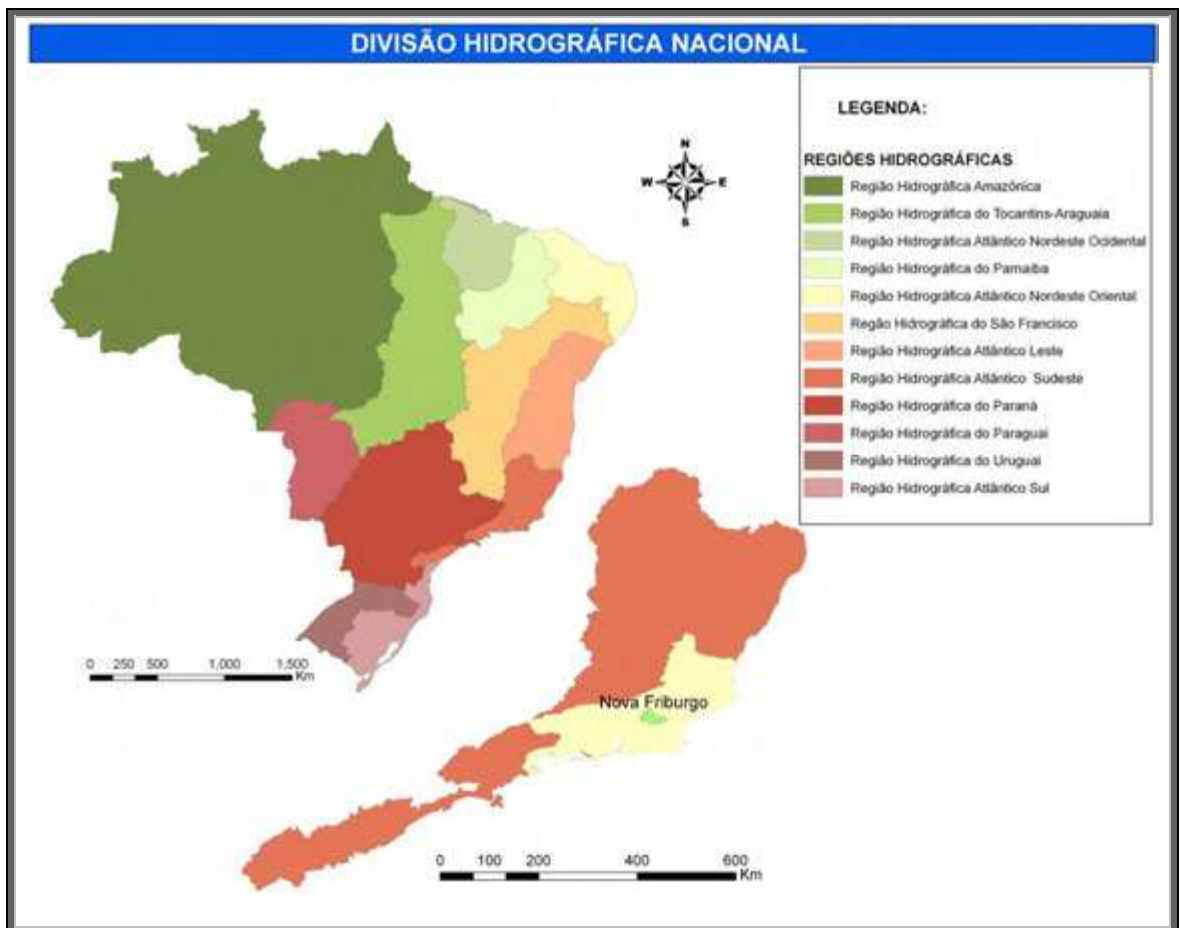 DIVISÃO HIDROGRÁFICA NACIONAL
LEGENDA:
REGIÕES HIDROGRÁFICAS
Região Hidrográfica Amazônica
Região Hidrográfica do Tocantins-Araguaia
Região Hidrográfica Atlântico Nordeste Ocidental
Região Hidrográfica do Parnaíba
Região Hidrográfica Atlântico Nordeste Oriental
Região Hidrográfica do São Francisco
Região Hidrográfica Atlântico Leste
Região Hidrográfica Atlântico Sudeste
Região Hidrográfica do Paraná
Região Hidrográfica do Paraguai
Região Hidrográfica do Uruguai
Região Hidrográfica Atlântico Sul
N
W E
S
0 250 500 1,000 1,500
Km
Nova Friburgo
0 100 200 400 600
Km